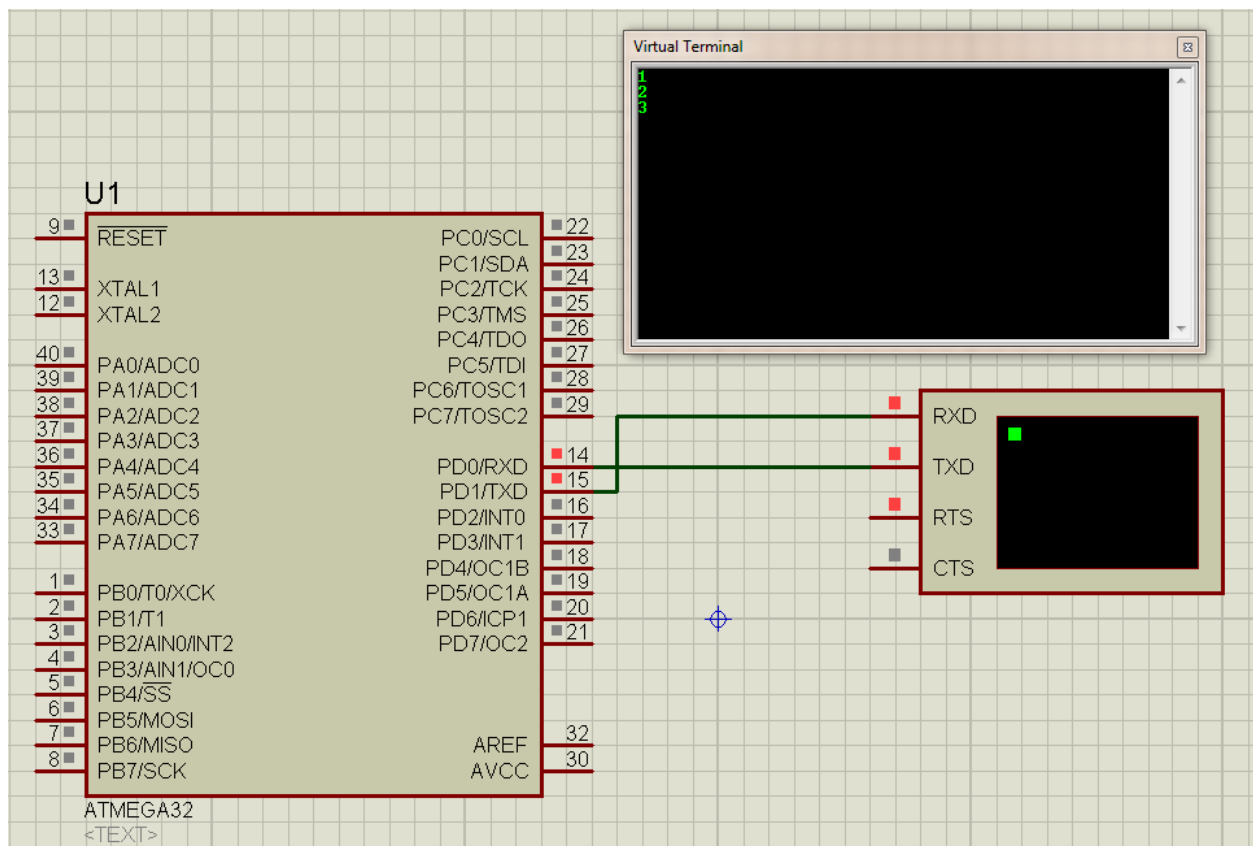 Virtual Terminal
1
2
3
U1
9 RESET
13 XTAL1
12 XTAL2
40 PA0/ADC0
39 PA1/ADC1
38 PA2/ADC2
37 PA3/ADC3
36 PA4/ADC4
35 PA5/ADC5
34 PA6/ADC6
33 PA7/ADC7
1 PB0/T0/XCK
2 PB1/T1
3 PB2/AIN0/INT2
4 PB3/AIN1/OC0
5 PB4/SS
6 PB5/MOSI
7 PB6/MISO
8 PB7/SCK
PC0/SCL 22
PC1/SDA 23
PC2/TCK 24
PC3/TMS 25
PC4/TDO 26
PC5/TDI 27
PC6/TOSC1 28
PC7/TOSC2 29
PD0/RXD 14
PD1/TXD 15
PD2/INT0 16
PD3/INT1 17
PD4/OC1B 18
PD5/OC1A 19
PD6/ICP1 20
PD7/OC2 21
AREF 32
AVCC 30
ATMEGA32
<TEXT>
RXD
TXD
RTS
CTS